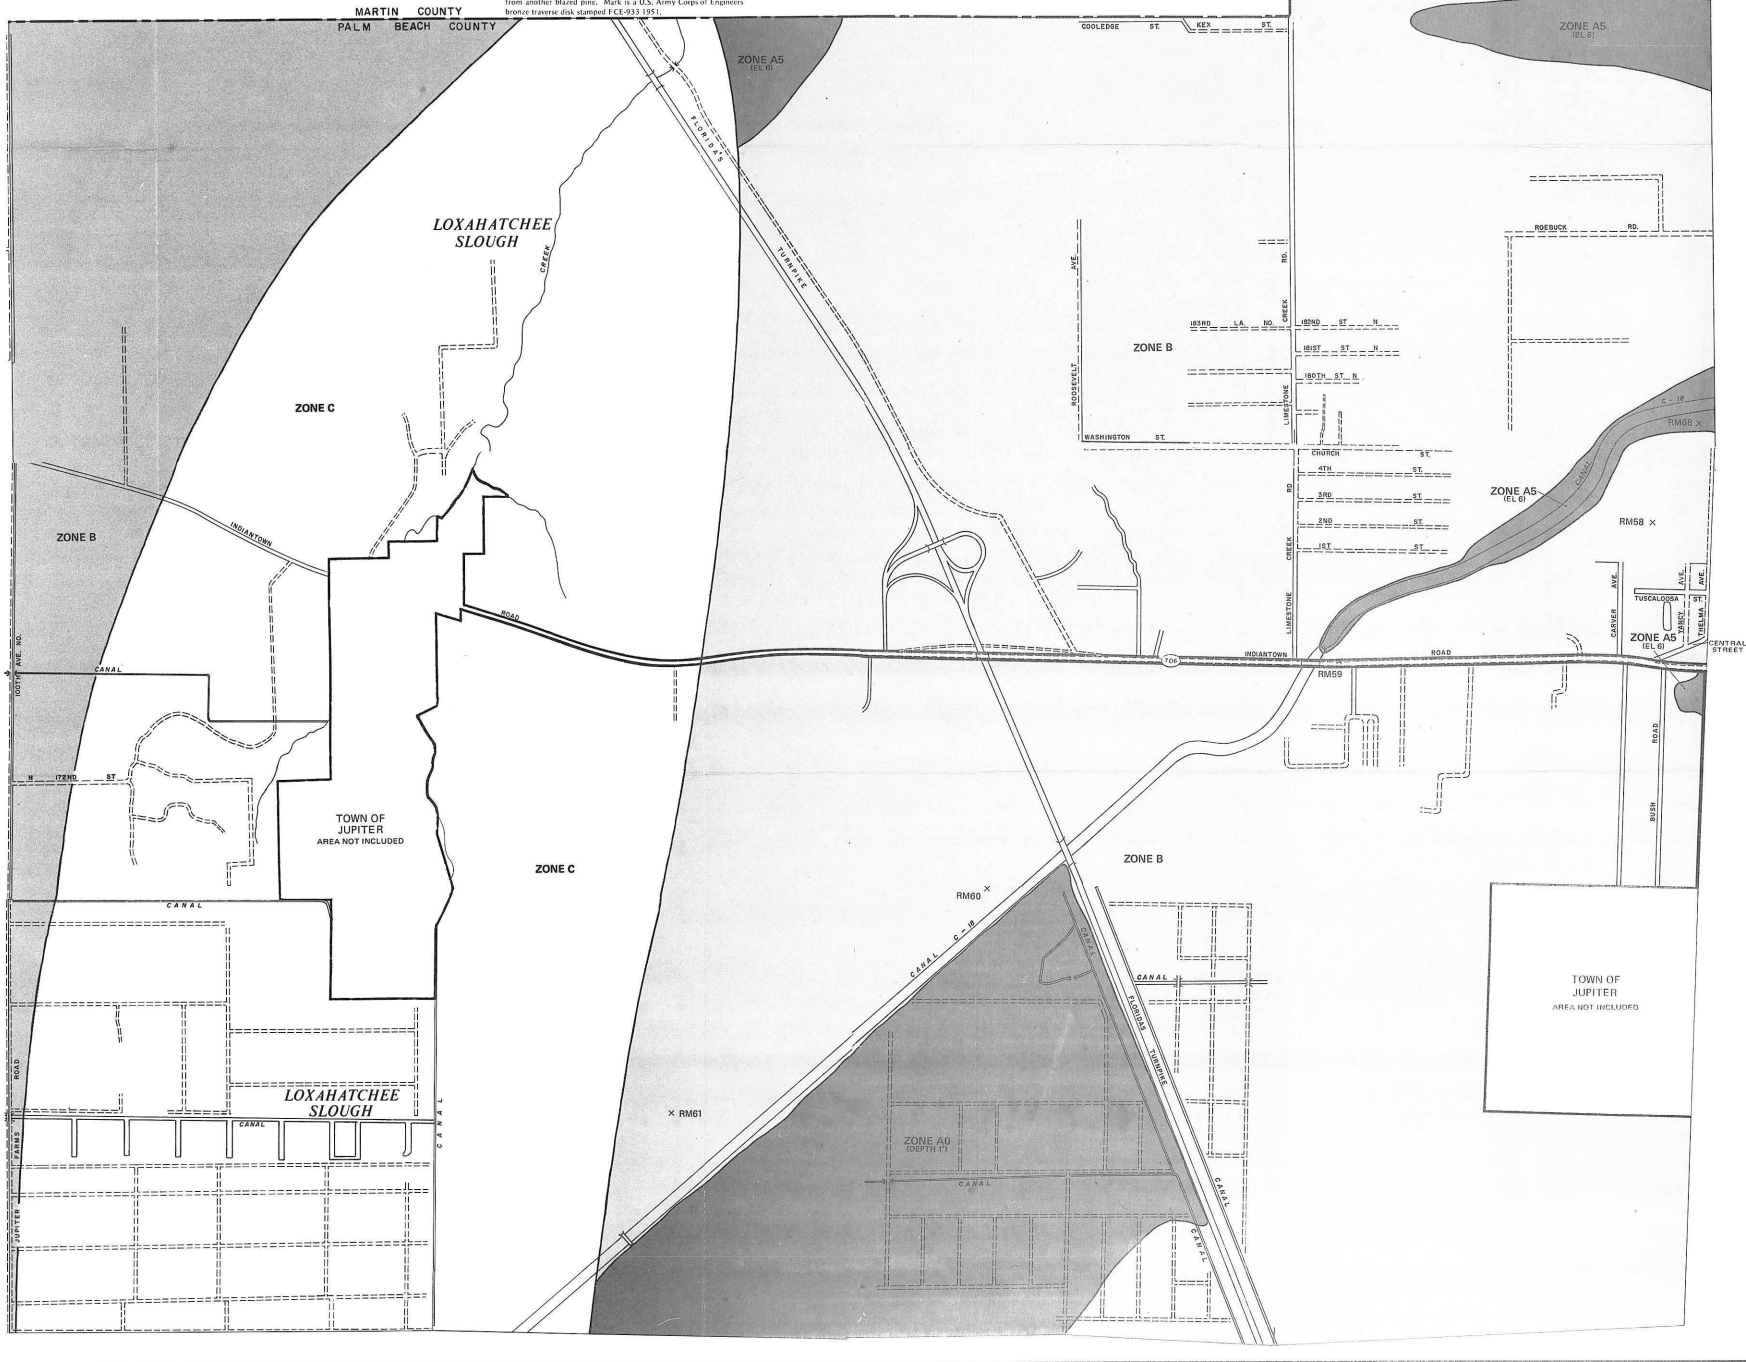 from another blazed pine. Mark is a U.S. Army Corps of Engineers
bronze traverse disk stamped FCE-933 1951.
MARTIN COUNTY
PALM BEACH COUNTY
COOLEDGE ST.
KEX ST.
ZONE A5
(EL 6)
ZONE A5
(EL 6)
FLORIDA'S
TURNPIKE
LOXAHATCHEE
SLOUGH
CREEK
ROEBUCK RD.
ROOSEVELT AVE.
LIMESTONE CREEK RD.
183RD LA. NO.
182ND ST N
181ST ST N
180TH ST N
ZONE B
ZONE C
WASHINGTON ST.
CHURCH ST.
4TH ST.
3RD ST.
2ND ST.
1ST ST.
LIMESTONE CREEK RD
C - 18
RM68 ×
CANAL
ZONE A5
(EL 6)
RM58 ×
INDIANTOWN
ZONE B
CARVER AVE.
TUSCALOOSA ST.
YANCY AVE.
THELMA AVE.
ZONE A5
(EL 6)
CENTRAL
STREET
ROAD
706
INDIANTOWN ROAD
RM59
100TH AVE. NO.
CANAL
N 172ND ST
BUSH ROAD
TOWN OF
JUPITER
AREA NOT INCLUDED
ZONE C
ZONE B
RM60 ×
CANAL C - 18
CANAL
CANAL
CANAL
FLORIDAS TURNPIKE
TOWN OF
JUPITER
AREA NOT INCLUDED
JUPITER FARMS ROAD
LOXAHATCHEE
SLOUGH
CANAL
CANAL
× RM61
ZONE A0
(DEPTH 1')
CANAL
CANAL
CANAL